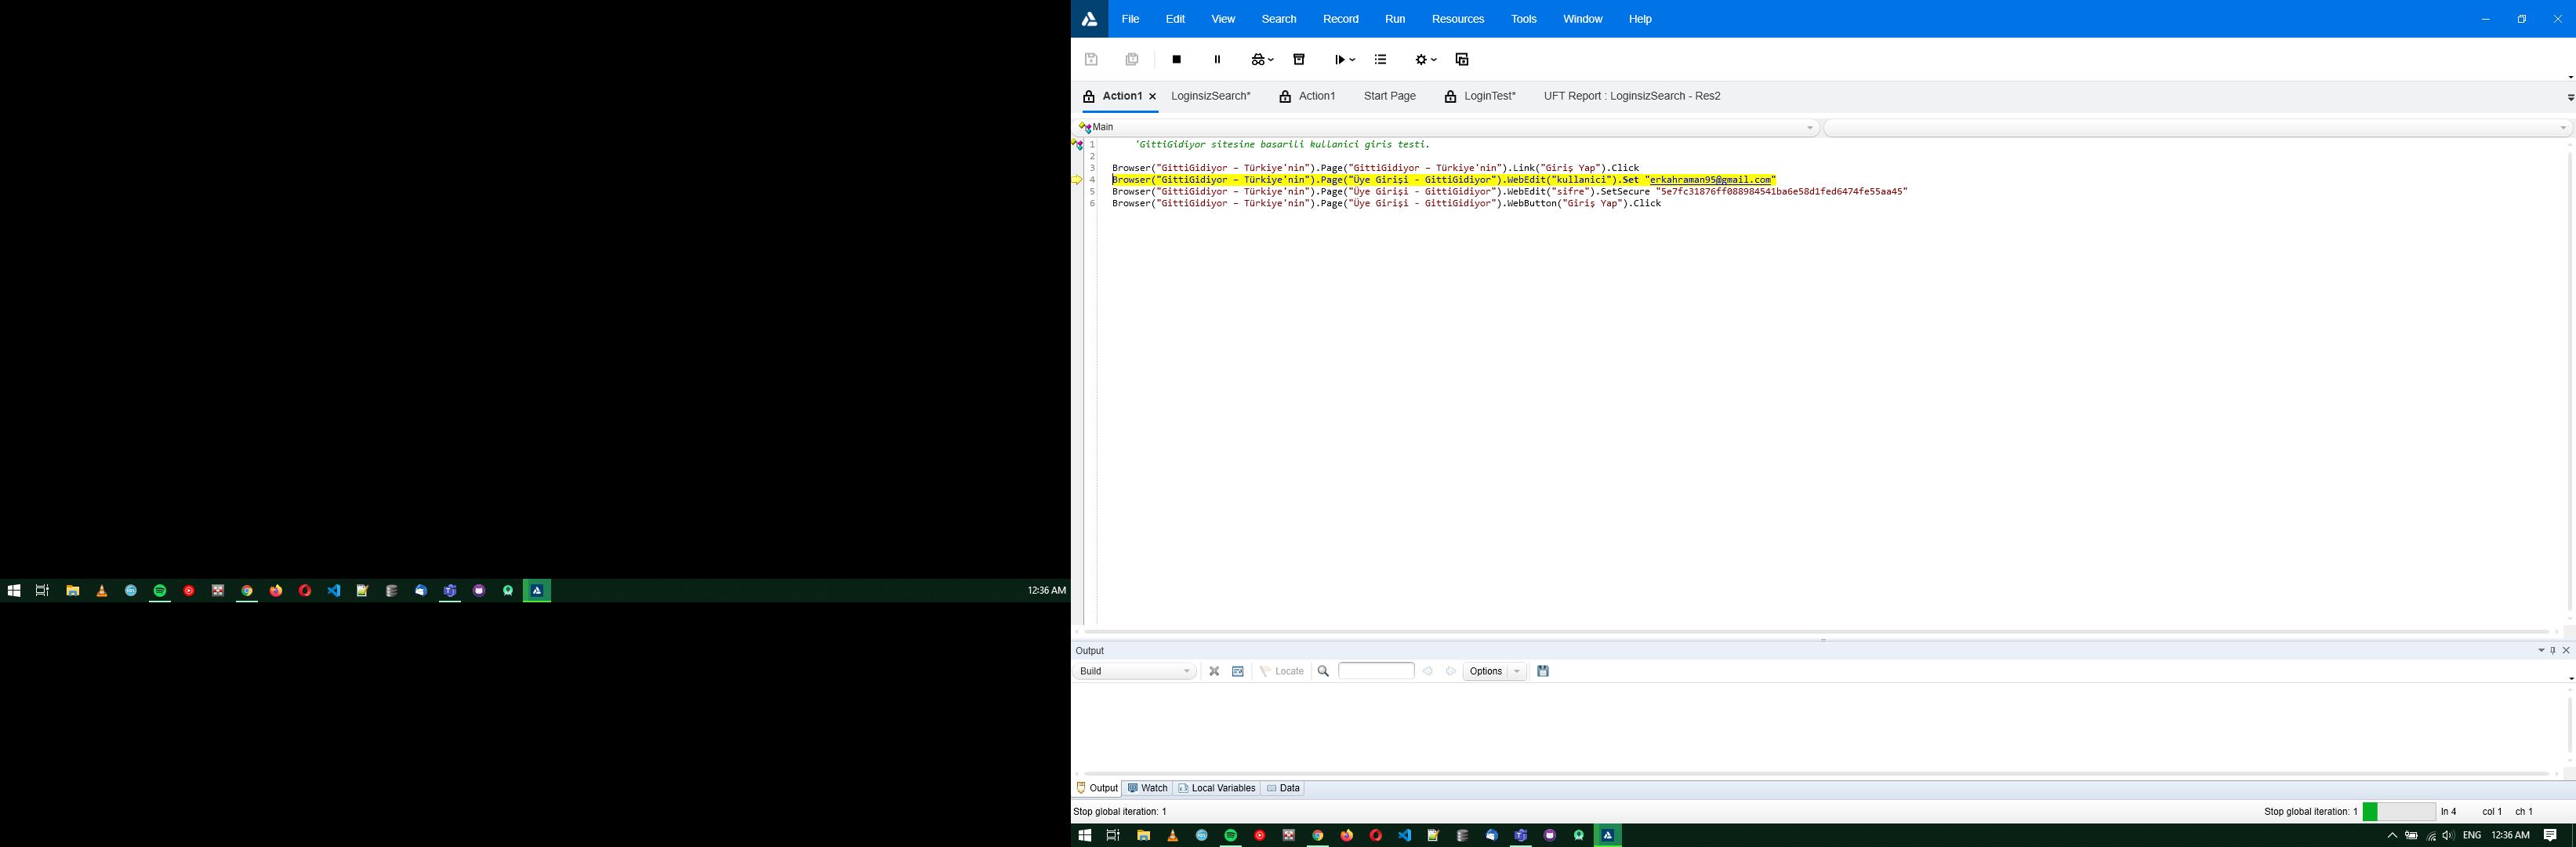 File Edit View Search Record Run Resources Tools Window Help
Action1 LoginsizSearch* Action1 Start Page LoginTest* UFT Report : LoginsizSearch - Res2
Main
1 'GittiGidiyor sitesine basarili kullanici giris testi.
2
3 Browser("GittiGidiyor – Türkiye'nin").Page("GittiGidiyor – Türkiye'nin").Link("Giriş Yap").Click
4 Browser("GittiGidiyor – Türkiye'nin").Page("Üye Girişi - GittiGidiyor").WebEdit("kullanici").Set "erkahraman95@gmail.com"
5 Browser("GittiGidiyor – Türkiye'nin").Page("Üye Girişi - GittiGidiyor").WebEdit("sifre").SetSecure "5e7fc31876ff088984541ba6e58d1fed6474fe55aa45"
6 Browser("GittiGidiyor – Türkiye'nin").Page("Üye Girişi - GittiGidiyor").WebButton("Giriş Yap").Click
12:36 AM
Output
Build Locate Options
Output Watch Local Variables Data
Stop global iteration: 1 Stop global iteration: 1 ln 4 col 1 ch 1
ENG 12:36 AM